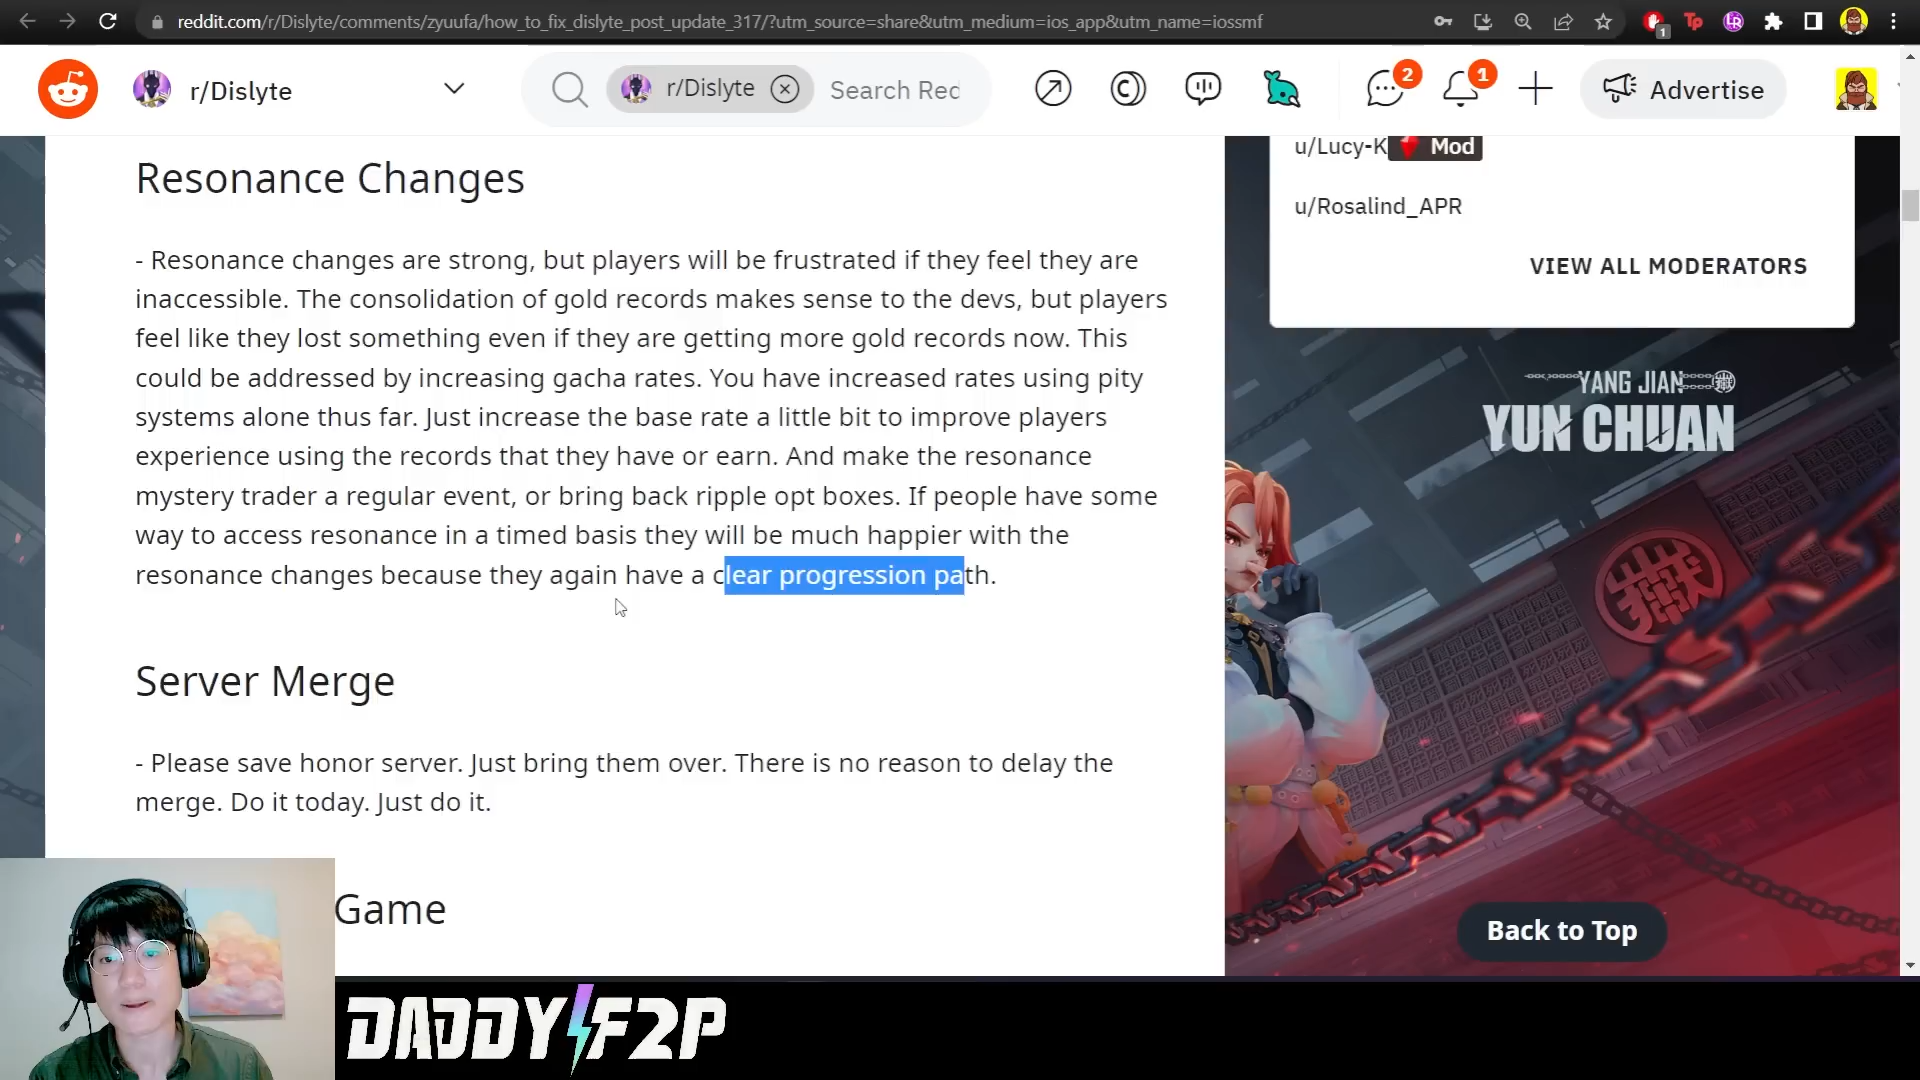 reddit.com/r/Dislyte/comments/zyuufa/how_to_fix_dislyte_post_update_317/?utm_source=share&utm_medium=ios_app&utm_name=iossmf
1
Tp
r/Dislyte
r/Dislyte
Search Red
2
1
Advertise
u/Lucy-K Mod
u/Rosalind_APR
VIEW ALL MODERATORS
Resonance Changes
- Resonance changes are strong, but players will be frustrated if they feel they are
inaccessible. The consolidation of gold records makes sense to the devs, but players
feel like they lost something even if they are getting more gold records now. This
could be addressed by increasing gacha rates. You have increased rates using pity
systems alone thus far. Just increase the base rate a little bit to improve players
experience using the records that they have or earn. And make the resonance
mystery trader a regular event, or bring back ripple opt boxes. If people have some
way to access resonance in a timed basis they will be much happier with the
resonance changes because they again have a clear progression path.
Server Merge
- Please save honor server. Just bring them over. There is no reason to delay the
merge. Do it today. Just do it.
Game
YANG JIAN
YUN CHUAN
Back to Top
DADDY F2P